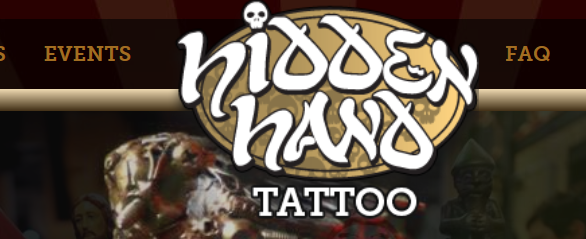 EVENTS
FAQ
HiDDEN
HAND
TATTOO